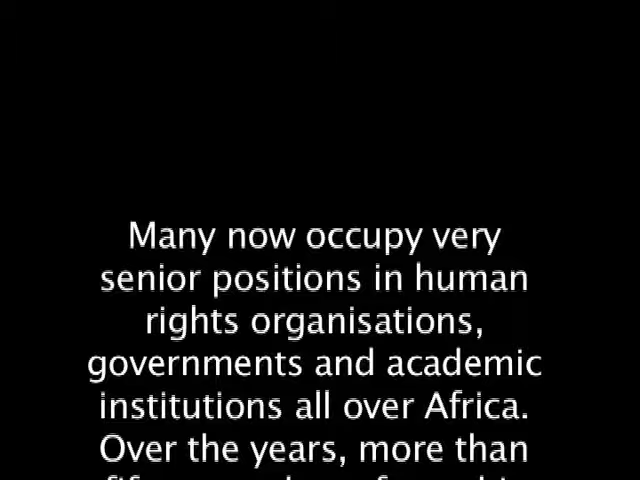 Many now occupy very
senior positions in human
rights organisations,
governments and academic
institutions all over Africa.
Over the years, more than